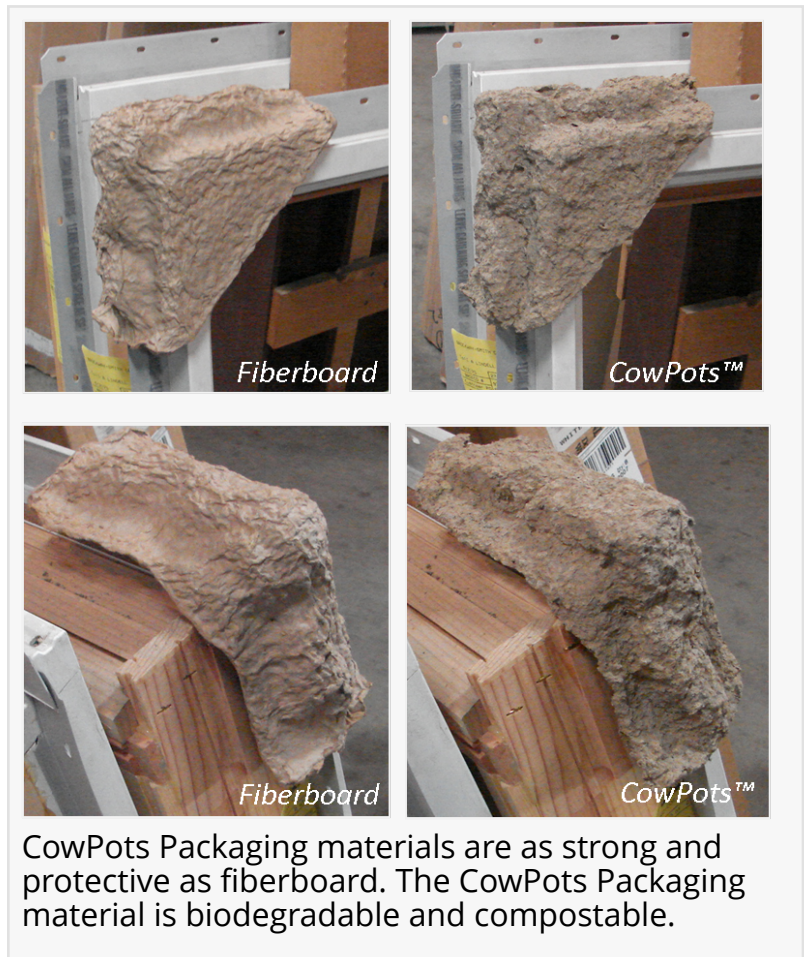 Fiberboard
CowPots™
Fiberboard
CowPots™
CowPots Packaging materials are as strong and
protective as fiberboard. The CowPots Packaging
material is biodegradable and compostable.